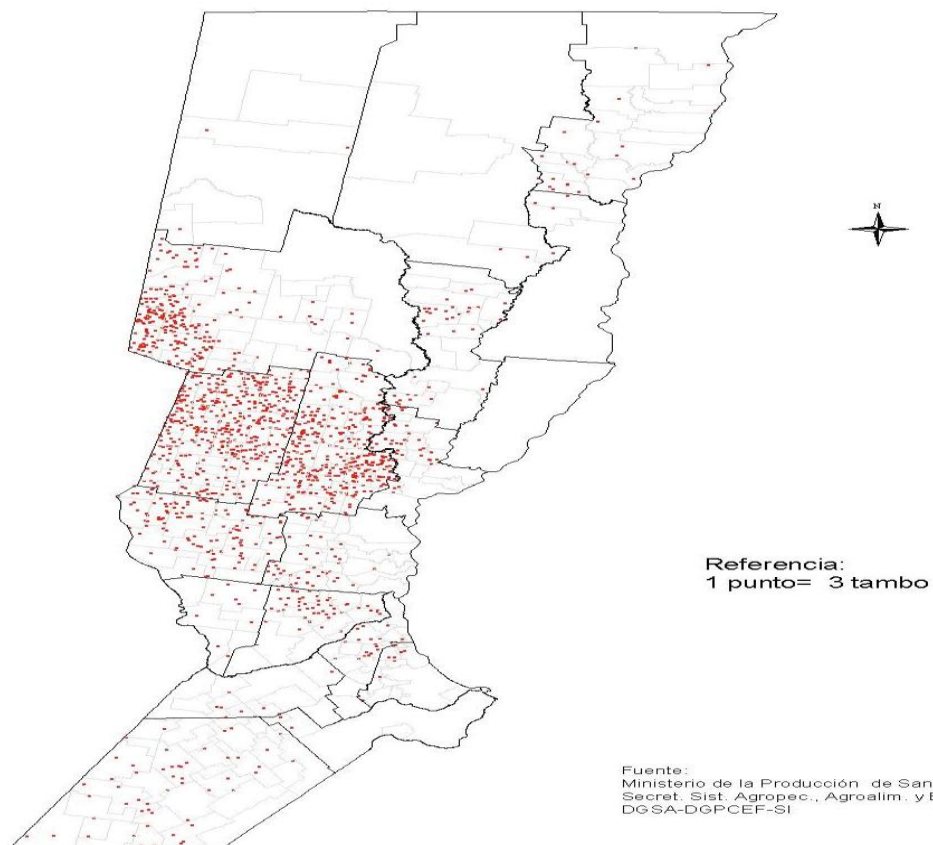 N
Referencia:
1 punto= 3 tambo
Fuente:
Ministerio de la Producción de San
Secret. Sist. Agropec., Agroalim. y
DGSA-DGPCEF-SI